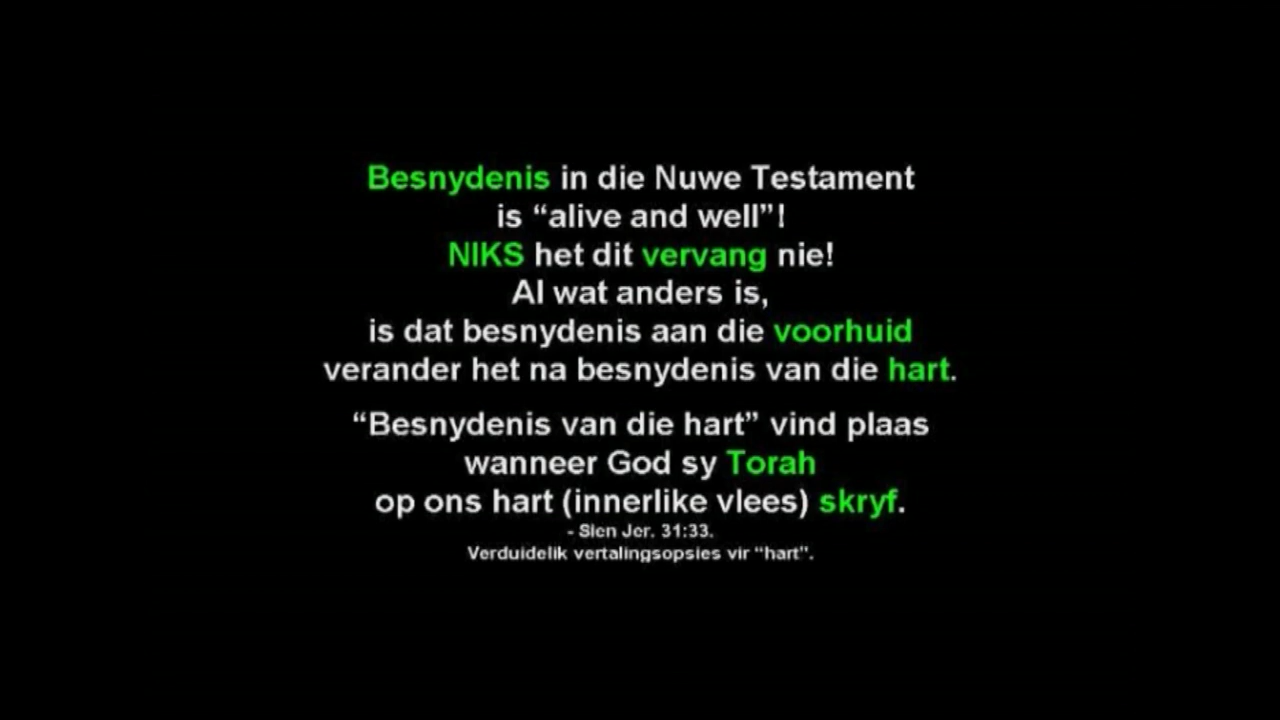 Besnydenis in die Nuwe Testament
is “alive and well”!
NIKS het dit vervang nie!
Al wat anders is,
is dat besnydenis aan die voorhuid
verander het na besnydenis van die hart.
“Besnydenis van die hart” vind plaas
wanneer God sy Torah
op ons hart (innerlike vlees) skryf.
- Sien Jer. 31:33.
Verduidelik vertalingsopsies vir “hart”.